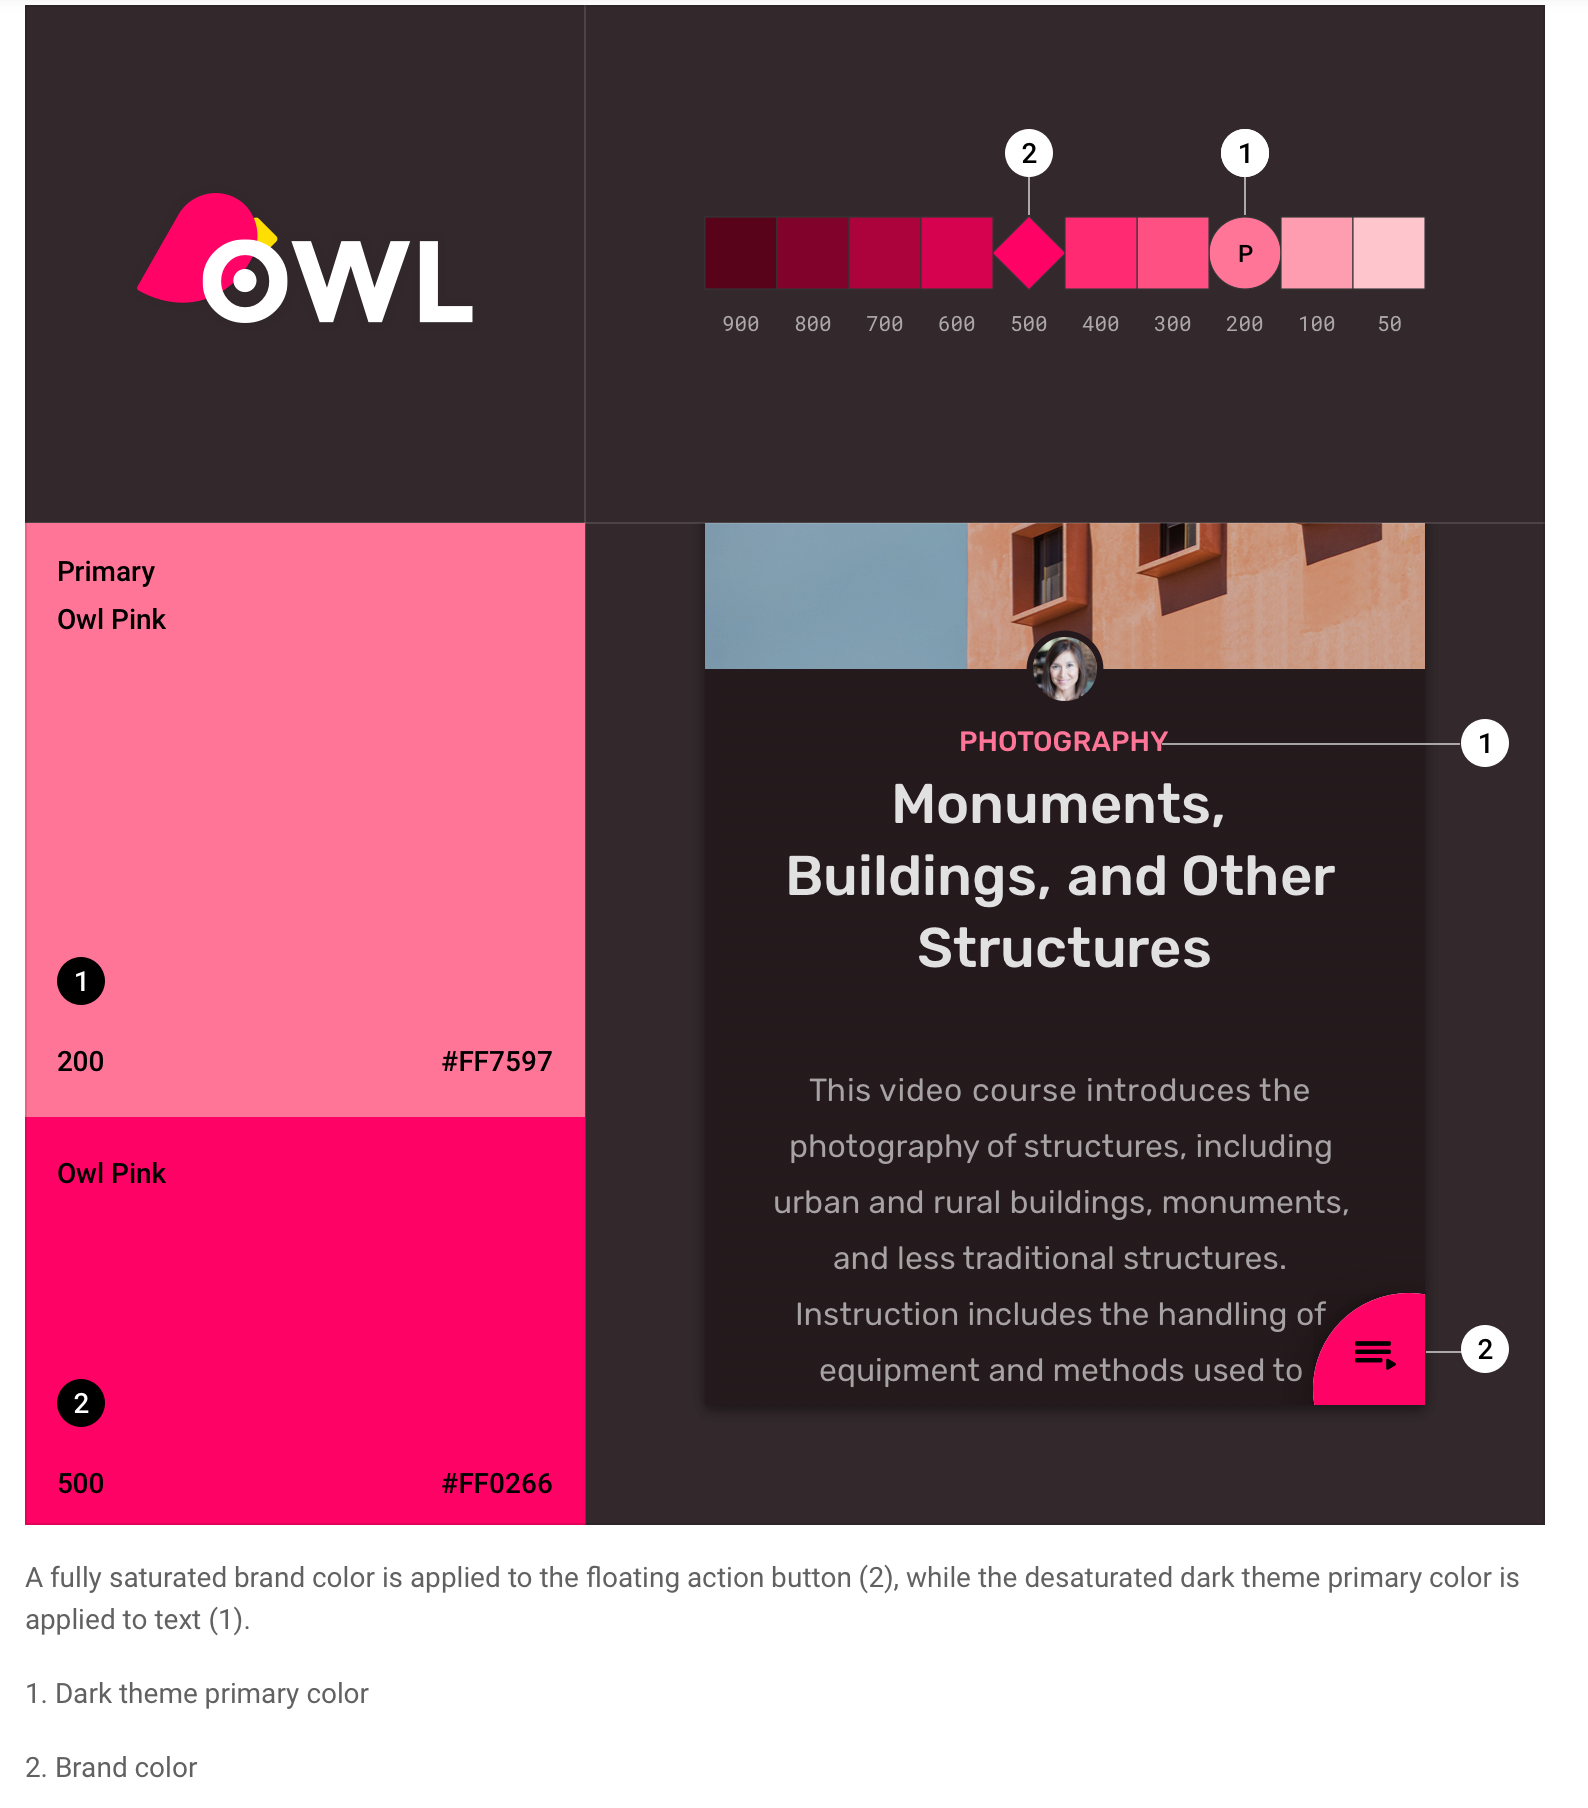 OWL
2
1
P
900 800 700 600 500 400 300 200 100 50
Primary
Owl Pink
1
200 #FF7597
Owl Pink
2
500 #FF0266
PHOTOGRAPHY
1
Monuments,
Buildings, and Other
Structures
This video course introduces the
photography of structures, including
urban and rural buildings, monuments,
and less traditional structures.
Instruction includes the handling of
equipment and methods used to
2
A fully saturated brand color is applied to the floating action button (2), while the desaturated dark theme primary color is
applied to text (1).
1. Dark theme primary color
2. Brand color